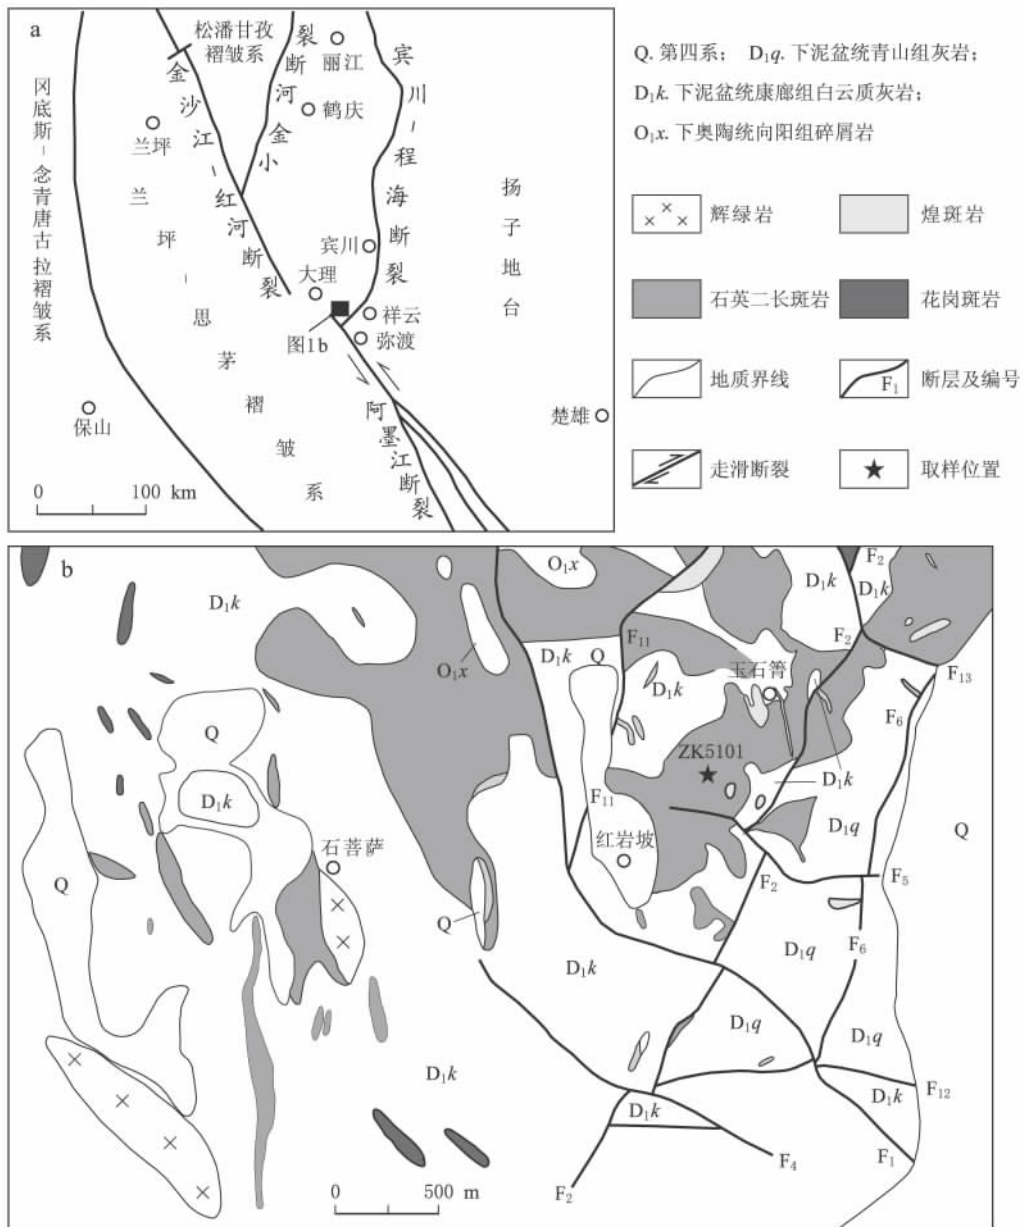 a
松潘甘孜
褶皱系
冈底斯-念青唐古拉褶皱系
金沙江-红河断裂
小金河断裂
宾川-程海断裂
丽江
鹤庆
兰坪
兰坪-思茅褶皱系
扬子地台
宾川
大理
祥云
图1b
弥渡
阿墨江断裂
保山
楚雄
0 100 km
Q. 第四系； D₁q. 下泥盆统青山组灰岩；
D₁k. 下泥盆统康廊组白云质灰岩；
O₁x. 下奥陶统向阳组碎屑岩
辉绿岩
煌斑岩
石英二长斑岩
花岗斑岩
地质界线
F₁
断层及编号
走滑断裂
取样位置
b
O₁x
D₁k
F₂
D₁k
D₁k
F₁₁
F₂
O₁x
D₁k
Q
D₁k
玉石箐
F₁₃
F₆
Q
ZK5101
D₁k
D₁k
F₁₁
D₁q
Q
石菩萨
红岩坡
Q
F₂
F₅
Q
D₁k
D₁q
F₆
D₁q
D₁q
D₁k
D₁k
D₁k
F₁₂
F₄
F₁
F₂
0 500 m